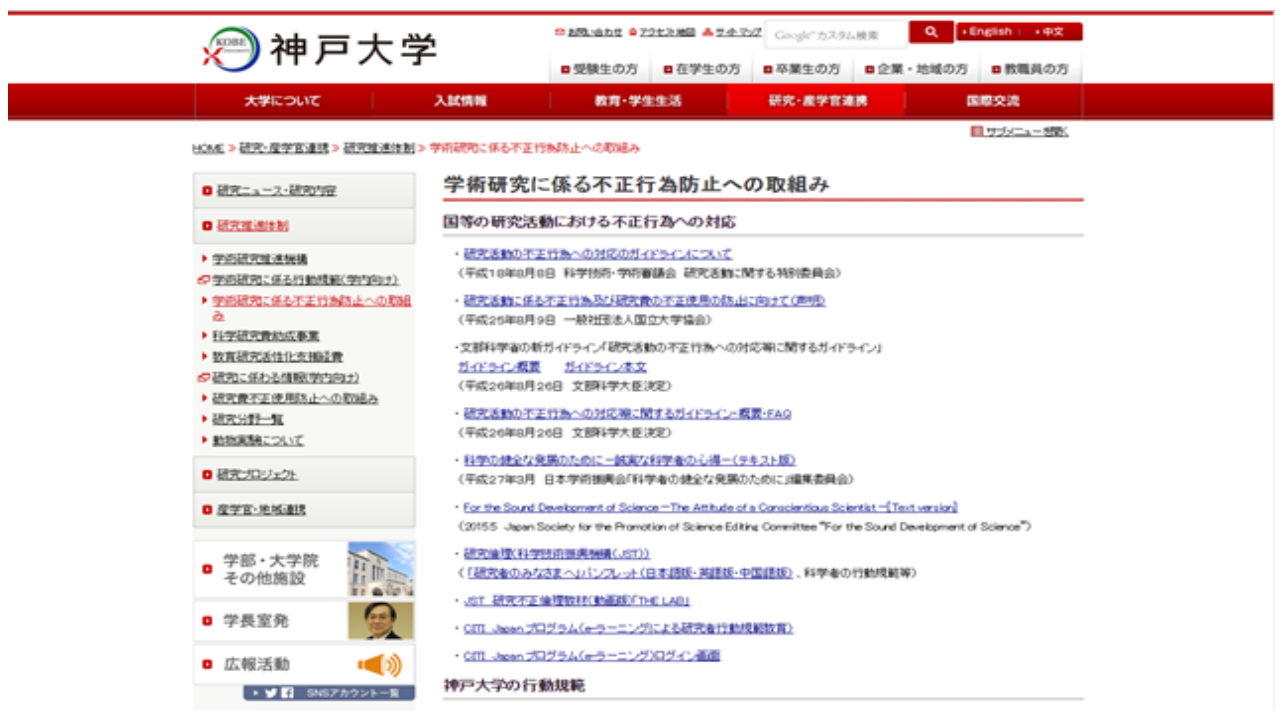 KOBE
神戸大学
お問い合わせ アクセス地図 サイトマップ
Google カスタム検索
English 中文
受験生の方 在学生の方 卒業生の方 企業・地域の方 教職員の方
大学について 入試情報 教育・学生生活 研究・産学官連携 国際交流
サブメニューを開く
HOME » 研究・産学官連携 » 研究推進体制 » 学術研究に係る不正行為防止への取組み
研究ニュース・研究内容
研究推進体制
学術研究推進機構
学術研究に係る行動規範(学内向け)
学術研究に係る不正行為防止への取組
み
科学研究費助成事業
教育研究活性化支援経費
研究に係わる情報(学内向け)
研究費不正使用防止への取組み
研究分野一覧
動物実験について
研究プロジェクト
産学官・地域連携
学部・大学院
その他施設
学長室発
広報活動
SNSアカウント一覧
学術研究に係る不正行為防止への取組み
国等の研究活動における不正行為への対応
・研究活動の不正行為への対応のガイドラインについて
(平成18年8月8日 科学技術・学術審議会 研究活動に関する特別委員会)
・研究活動に係る不正行為及び研究費の不正使用の防止に向けて(声明)
(平成25年8月9日 一般社団法人国立大学協会)
・文部科学省の新ガイドライン「研究活動の不正行為への対応等に関するガイドライン」
ガイドライン概要 ガイドライン本文
(平成26年8月26日 文部科学大臣決定)
・研究活動の不正行為への対応等に関するガイドライン・概要・FAQ
(平成26年8月26日 文部科学大臣決定)
・科学の健全な発展のために－誠実な科学者の心得－(テキスト版)
(平成27年3月 日本学術振興会「科学者の健全な発展のために」編集委員会)
・For the Sound Development of Science－The Attitude of a Conscientious Scientist－[Text version]
(2015.5 Japan Society for the Promotion of Science Editing Committee "For the Sound Development of Science")
・研究倫理(科学技術振興機構(JST))
(「研究者のみなさまへ」パンフレット(日本語版・英語版・中国語版)、科学者の行動規範等)
・JST 研究不正倫理教材(動画版)「THE LAB」
・CITI Japan プログラム(e-ラーニングによる研究者行動規範教育)
・CITI Japan プログラム(e-ラーニング)ログイン画面
神戸大学の行動規範